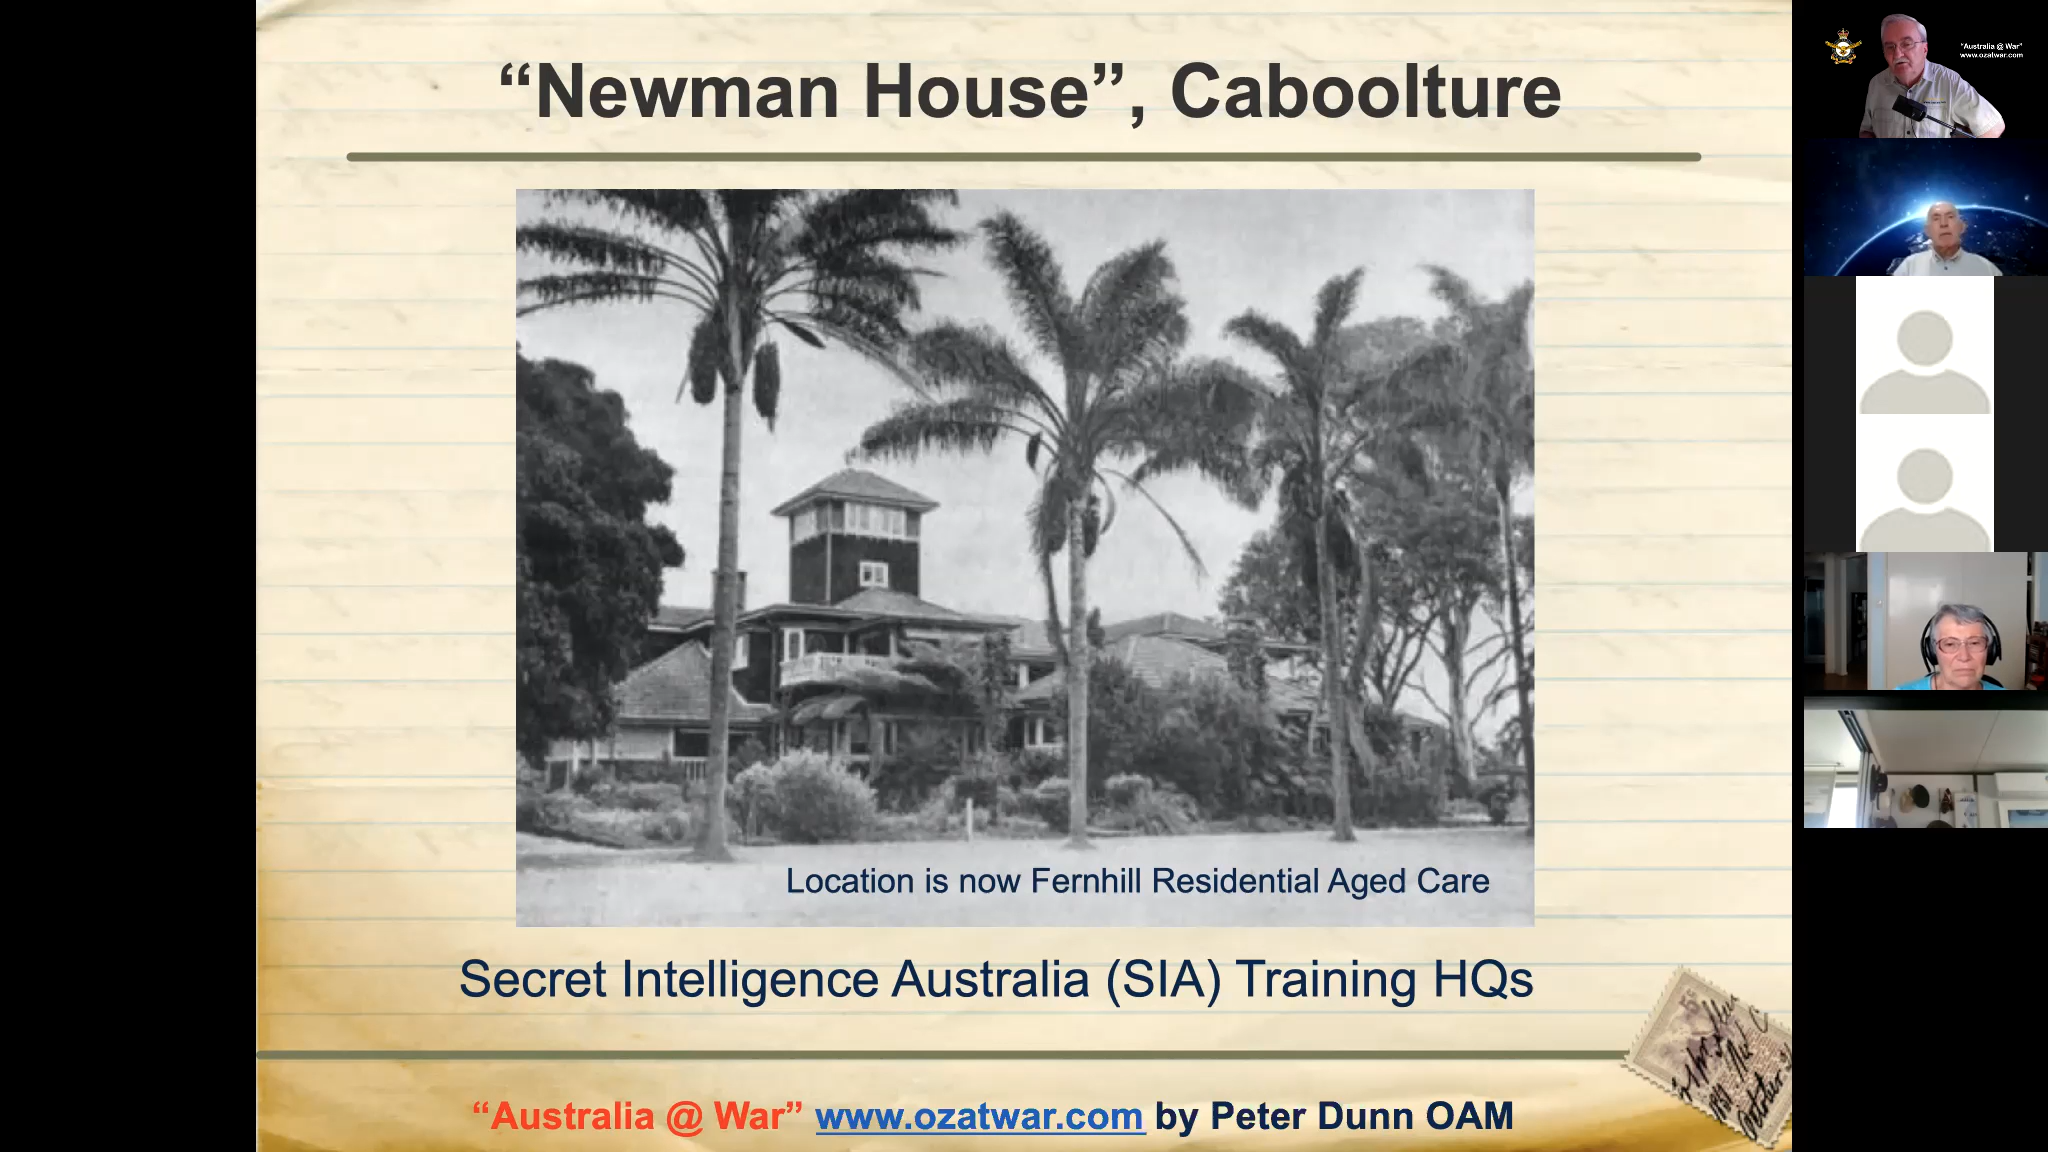 “Newman House”, Caboolture
Location is now Fernhill Residential Aged Care
Secret Intelligence Australia (SIA) Training HQs
“Australia @ War” www.ozatwar.com by Peter Dunn OAM
“Australia @ War”
www.ozatwar.com